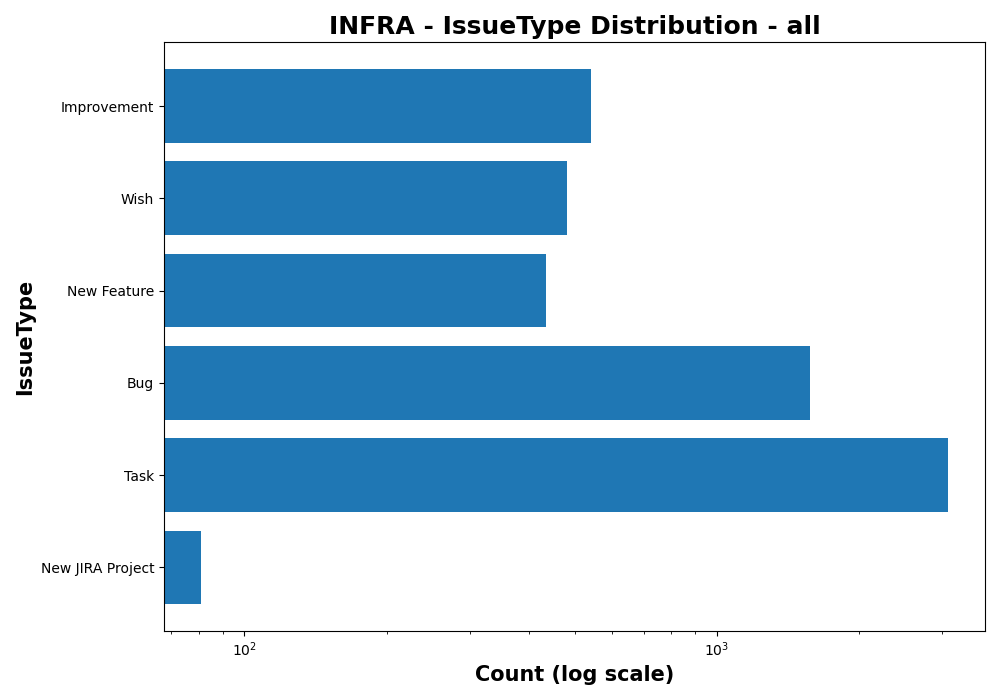 INFRA - IssueType Distribution - all
IssueType
Improvement
Wish
New Feature
Bug
Task
New JIRA Project
10² 10³
Count (log scale)